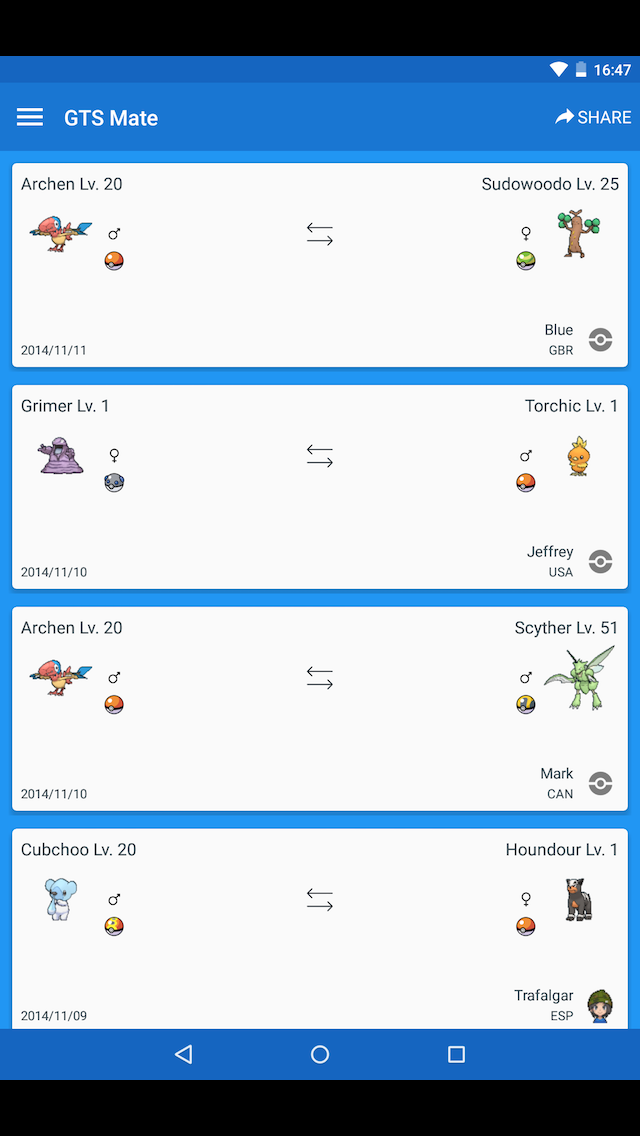 16:47
GTS Mate SHARE
Archen Lv. 20 Sudowoodo Lv. 25
♂ ♀
Blue
2014/11/11 GBR
Grimer Lv. 1 Torchic Lv. 1
♀ ♂
Jeffrey
2014/11/10 USA
Archen Lv. 20 Scyther Lv. 51
♂ ♂
Mark
2014/11/10 CAN
Cubchoo Lv. 20 Houndour Lv. 1
♂ ♀
Trafalgar
2014/11/09 ESP